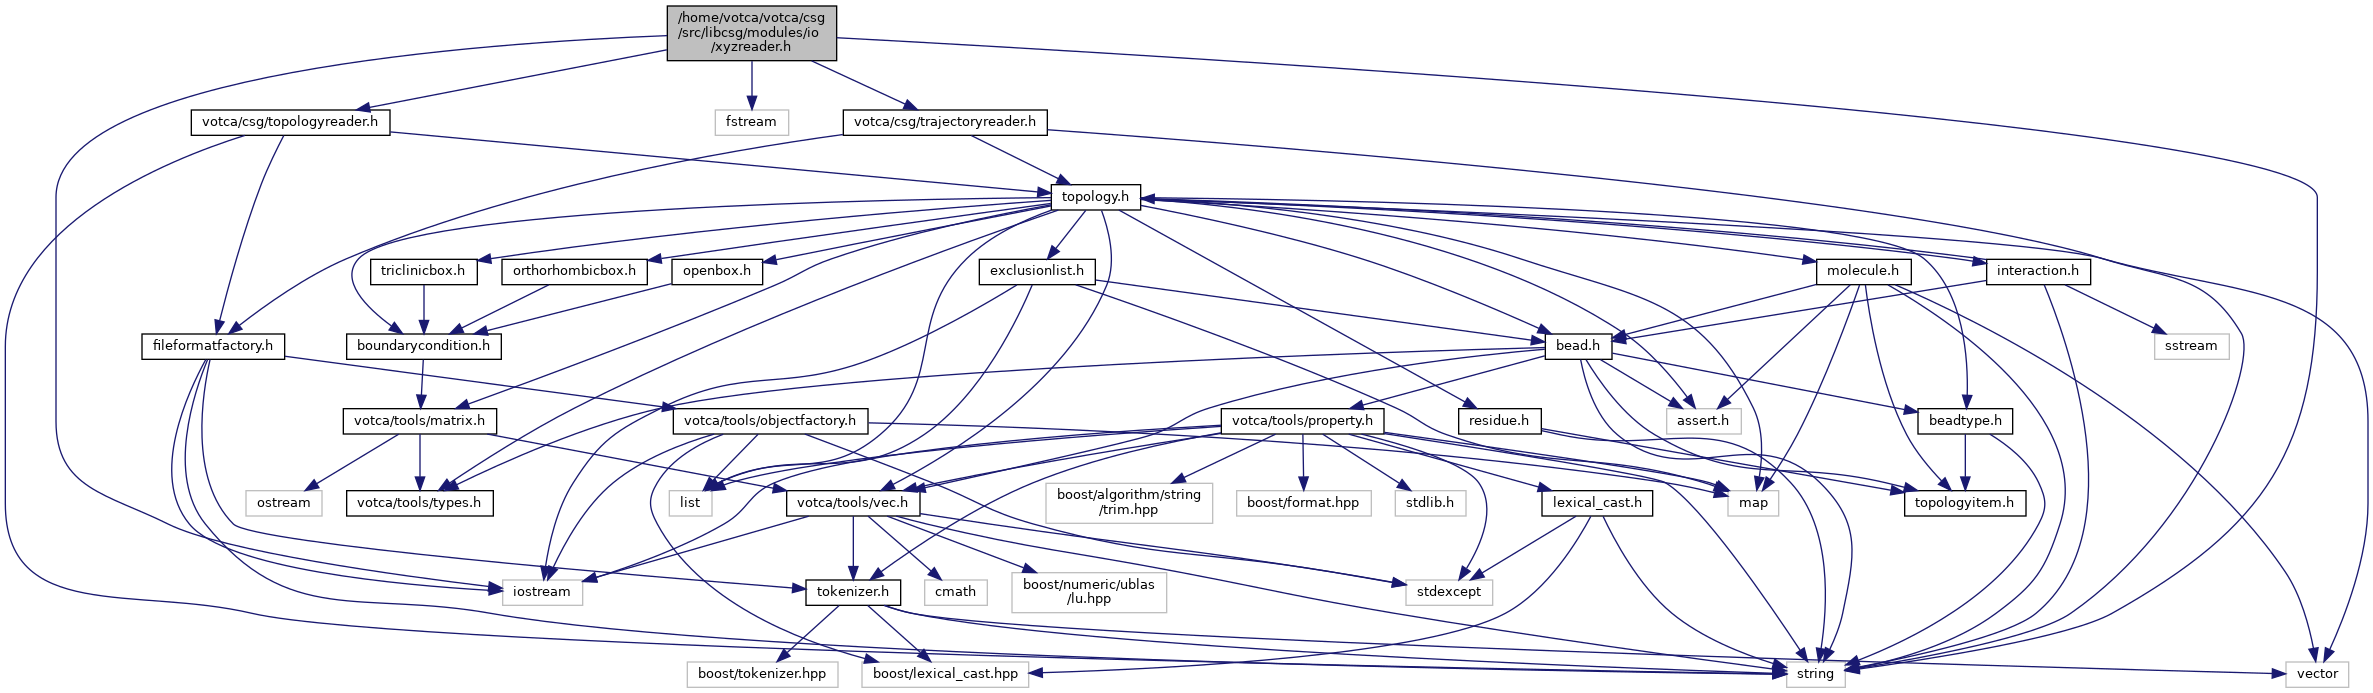 /home/votca/votca/csg
/src/libcsg/modules/io
/xyzreader.h
votca/csg/topologyreader.h
fstream
votca/csg/trajectoryreader.h
topology.h
triclinicbox.h
orthorhombicbox.h
openbox.h
exclusionlist.h
molecule.h
interaction.h
fileformatfactory.h
boundarycondition.h
bead.h
sstream
votca/tools/matrix.h
votca/tools/objectfactory.h
votca/tools/property.h
residue.h
assert.h
beadtype.h
ostream
votca/tools/types.h
list
votca/tools/vec.h
boost/algorithm/string
/trim.hpp
boost/format.hpp
stdlib.h
lexical_cast.h
map
topologyitem.h
iostream
tokenizer.h
cmath
boost/numeric/ublas
/lu.hpp
stdexcept
boost/tokenizer.hpp
boost/lexical_cast.hpp
string
vector